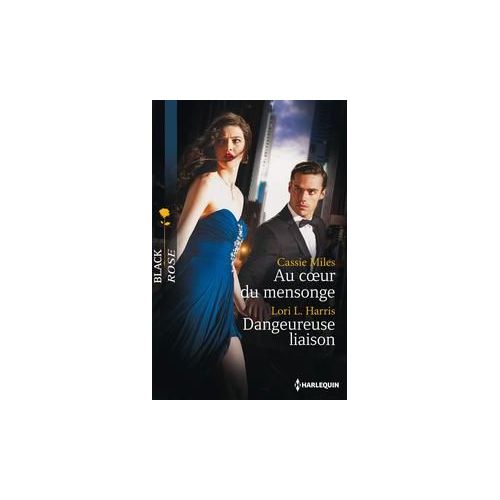 BLACK
ROSE
Cassie Miles
Au cœur
du mensonge
Lori L. Harris
Dangeureuse
liaison
HARLEQUIN